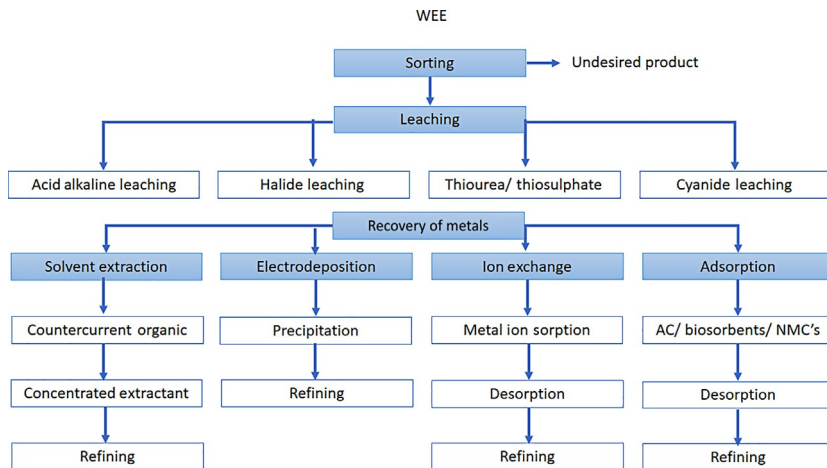 WEE
Sorting
Undesired product
Leaching
Acid alkaline leaching
Halide leaching
Thiourea/ thiosulphate
Cyanide leaching
Recovery of metals
Solvent extraction
Electrodeposition
Ion exchange
Adsorption
Countercurrent organic
Precipitation
Metal ion sorption
AC/ biosorbents/ NMC's
Concentrated extractant
Refining
Desorption
Desorption
Refining
Refining
Refining